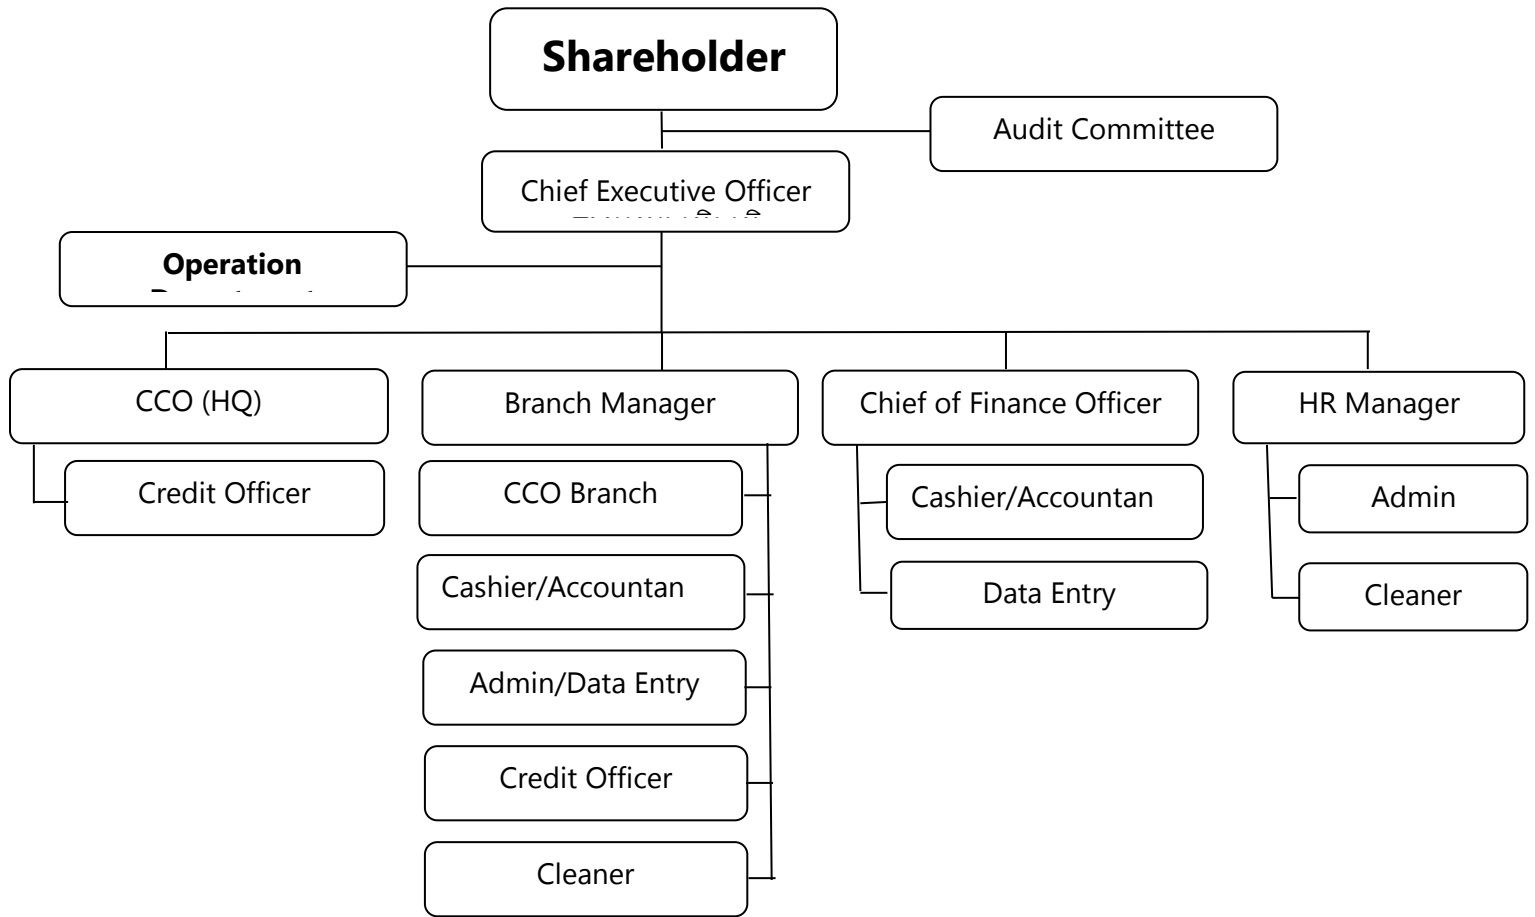 Shareholder
Audit Committee
Chief Executive Officer
Operation
CCO (HQ)
Branch Manager
Chief of Finance Officer
HR Manager
Credit Officer
CCO Branch
Cashier/Accountan
Admin
Cashier/Accountan
Data Entry
Cleaner
Admin/Data Entry
Credit Officer
Cleaner